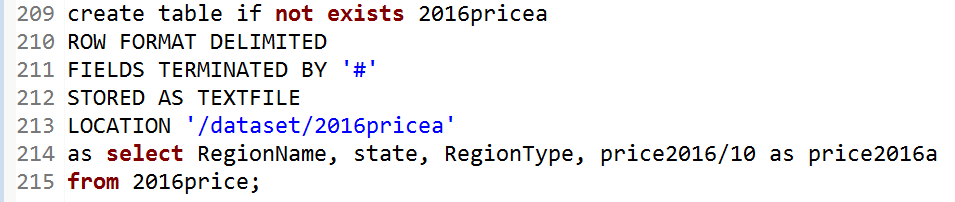 209 create table if not exists 2016pricea
210 ROW FORMAT DELIMITED
211 FIELDS TERMINATED BY '#'
212 STORED AS TEXTFILE
213 LOCATION '/dataset/2016pricea'
214 as select RegionName, state, RegionType, price2016/10 as price2016a
215 from 2016price;